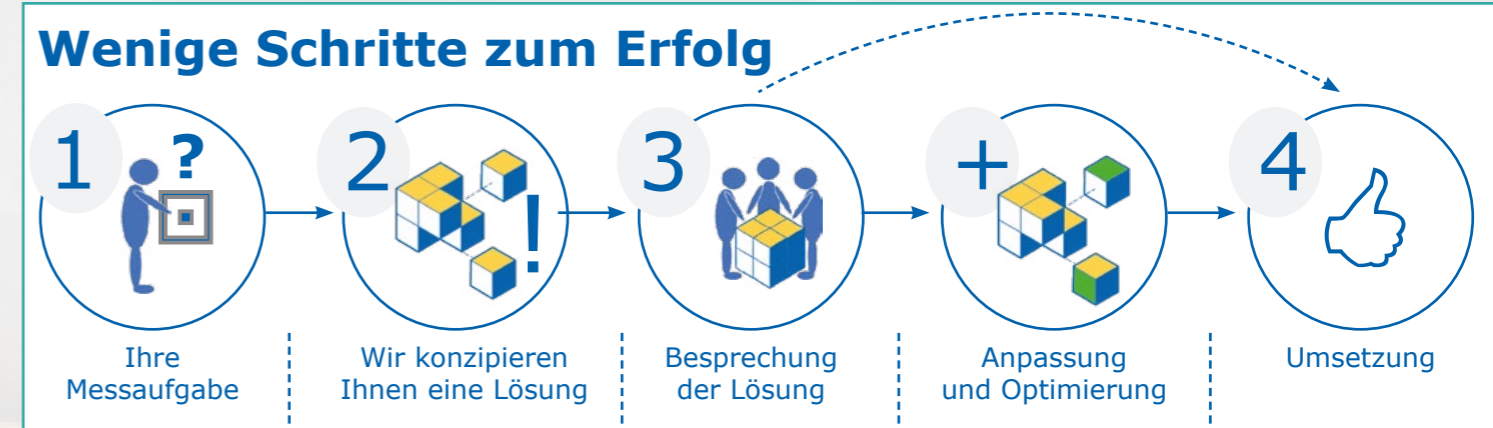 Wenige Schritte zum Erfolg
1
?
2
!
3
+
4
Ihre
Messaufgabe
Wir konzipieren
Ihnen eine Lösung
Besprechung
der Lösung
Anpassung
und Optimierung
Umsetzung